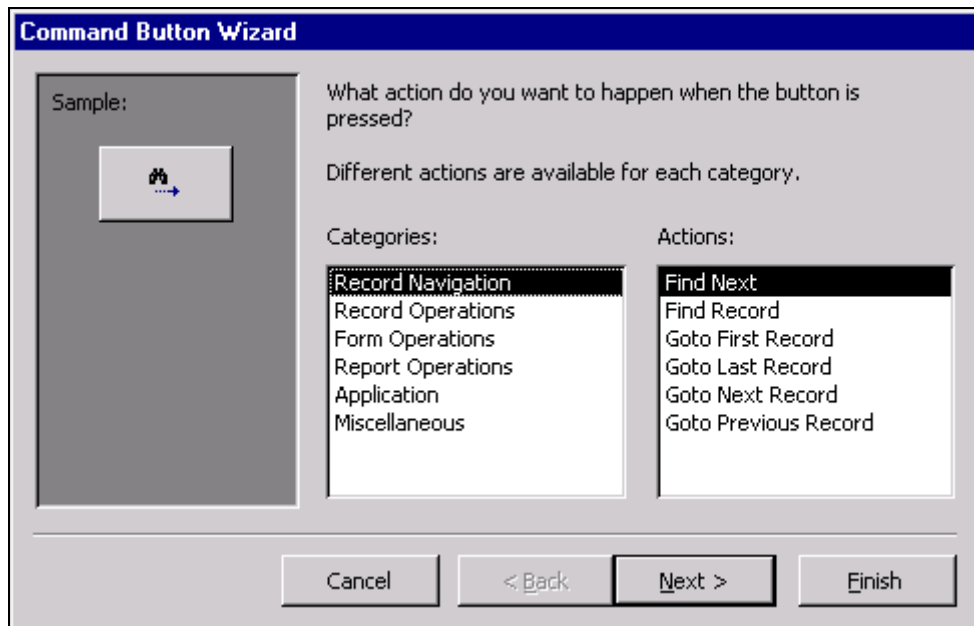 Command Button Wizard
Sample:
What action do you want to happen when the button is
pressed?
Different actions are available for each category.
Categories:
Record Navigation
Record Operations
Form Operations
Report Operations
Application
Miscellaneous
Actions:
Find Next
Find Record
Goto First Record
Goto Last Record
Goto Next Record
Goto Previous Record
Cancel
< Back
Next >
Finish